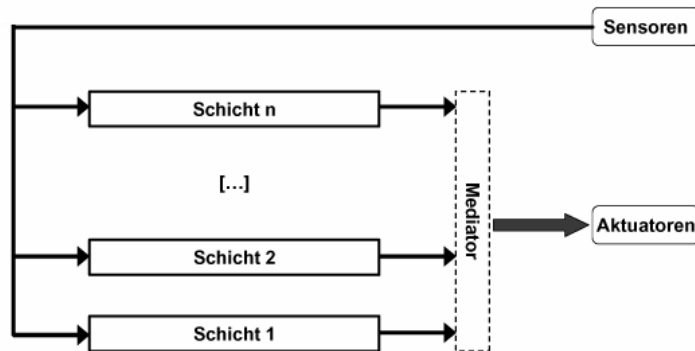 Sensoren
Schicht n
[...]
Mediator
Aktuatoren
Schicht 2
Schicht 1